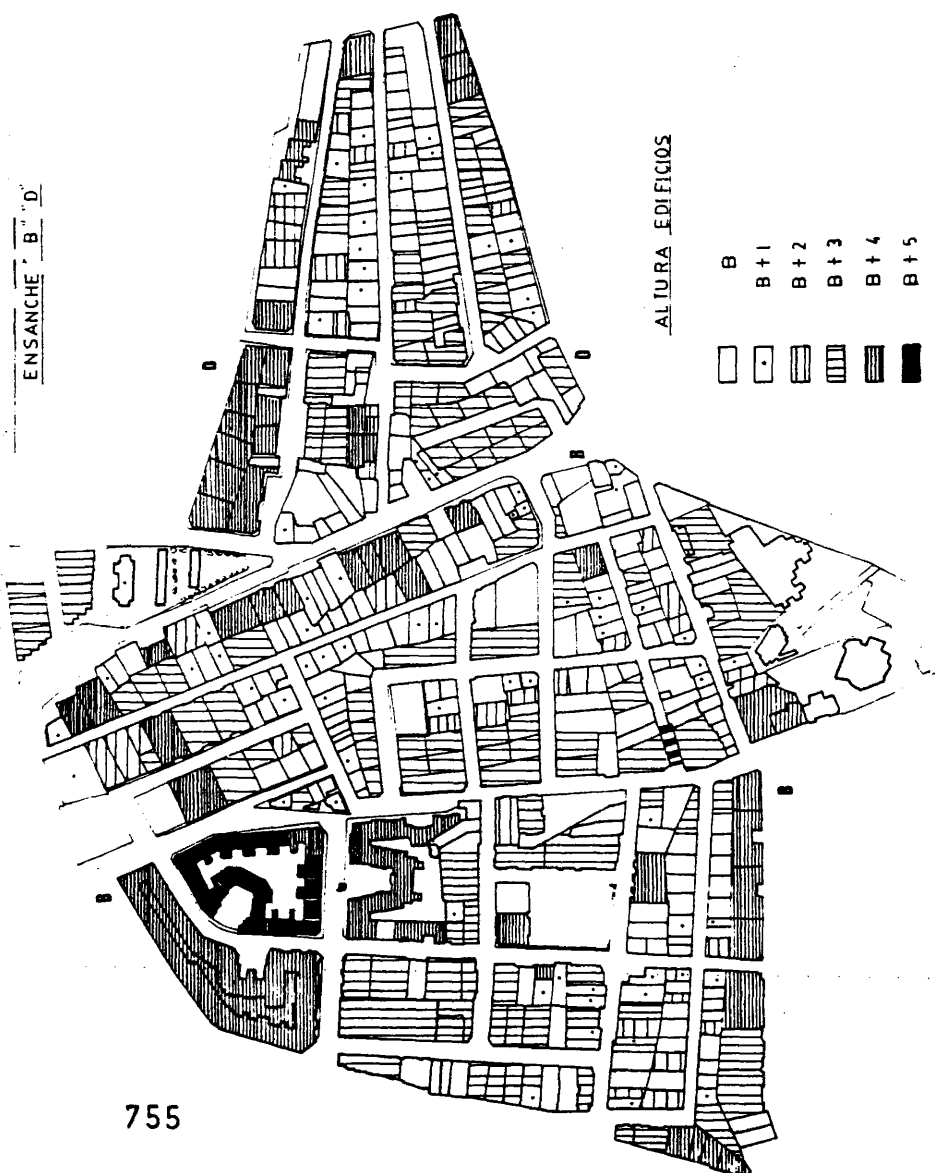 ENSANCHE " B " " D "
ALTURA EDIFICIOS
B
B + 1
B + 2
B + 3
B + 4
B + 5
D
D
B
B
B
755